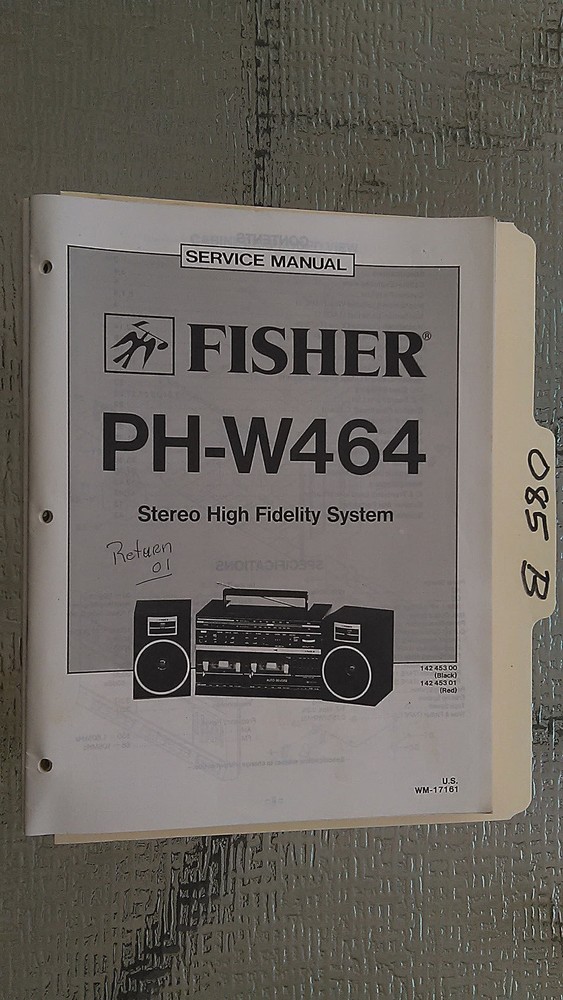 SERVICE MANUAL
FISHER®
PH-W464
Stereo High Fidelity System
Return
01
142 453 00
(Black)
142 453 01
(Red)
U.S.
WM-17161
085 B